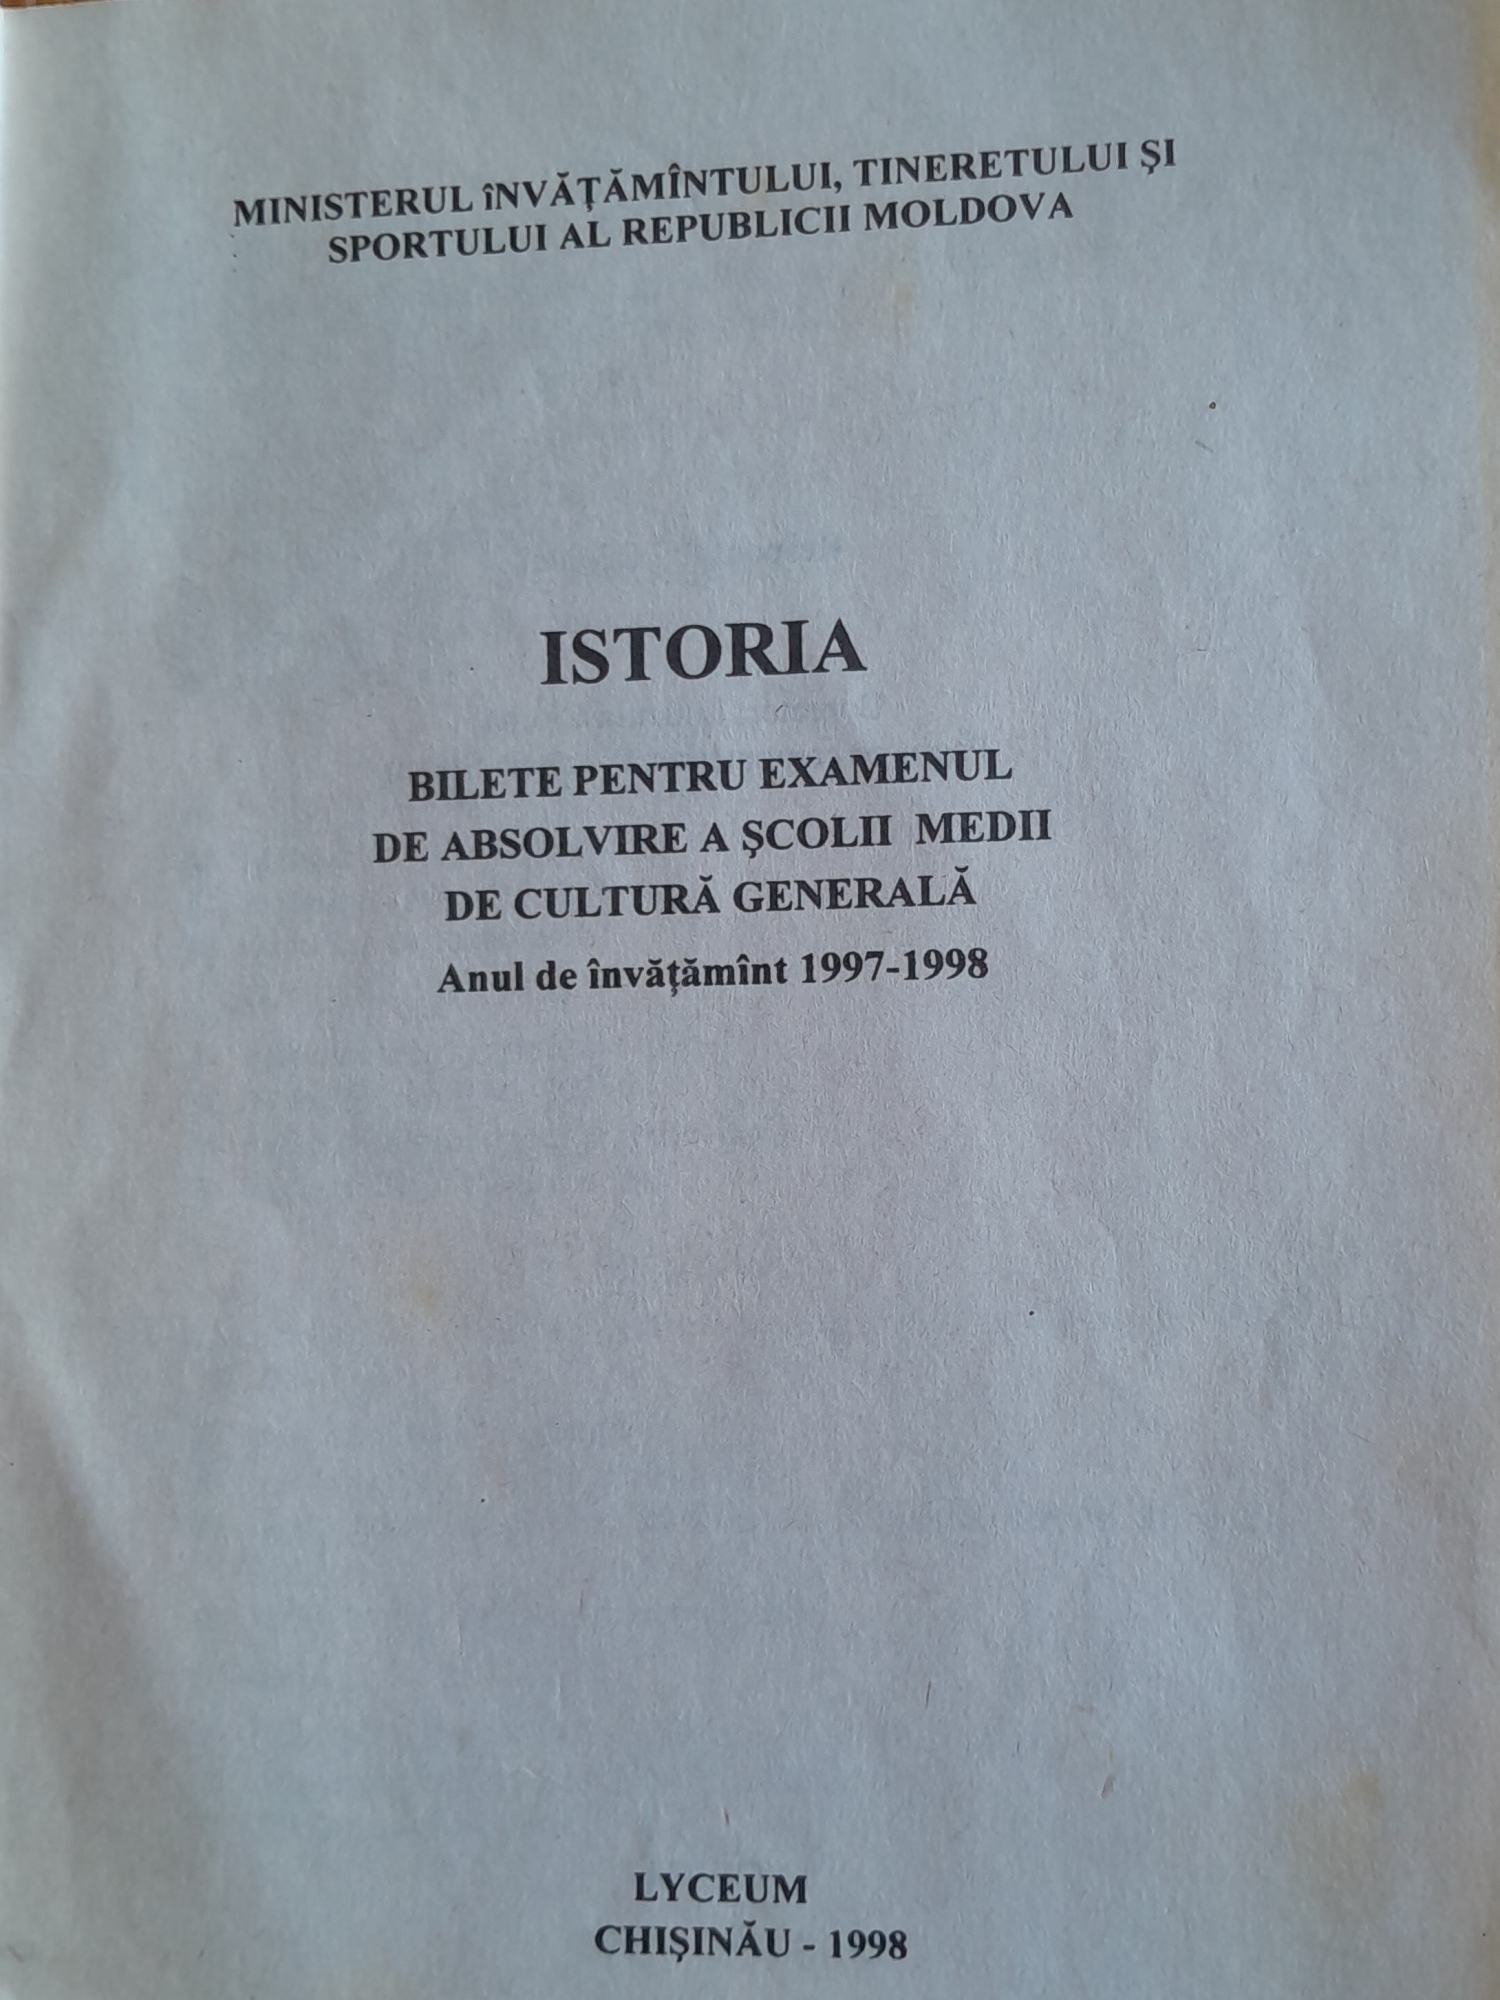 MINISTERUL îNVĂŢĂMÎNTULUI, TINERETULUI ŞI
SPORTULUI AL REPUBLICII MOLDOVA
ISTORIA
BILETE PENTRU EXAMENUL
DE ABSOLVIRE A ŞCOLII MEDII
DE CULTURĂ GENERALĂ
Anul de învăţămînt 1997-1998
LYCEUM
CHIŞINĂU - 1998